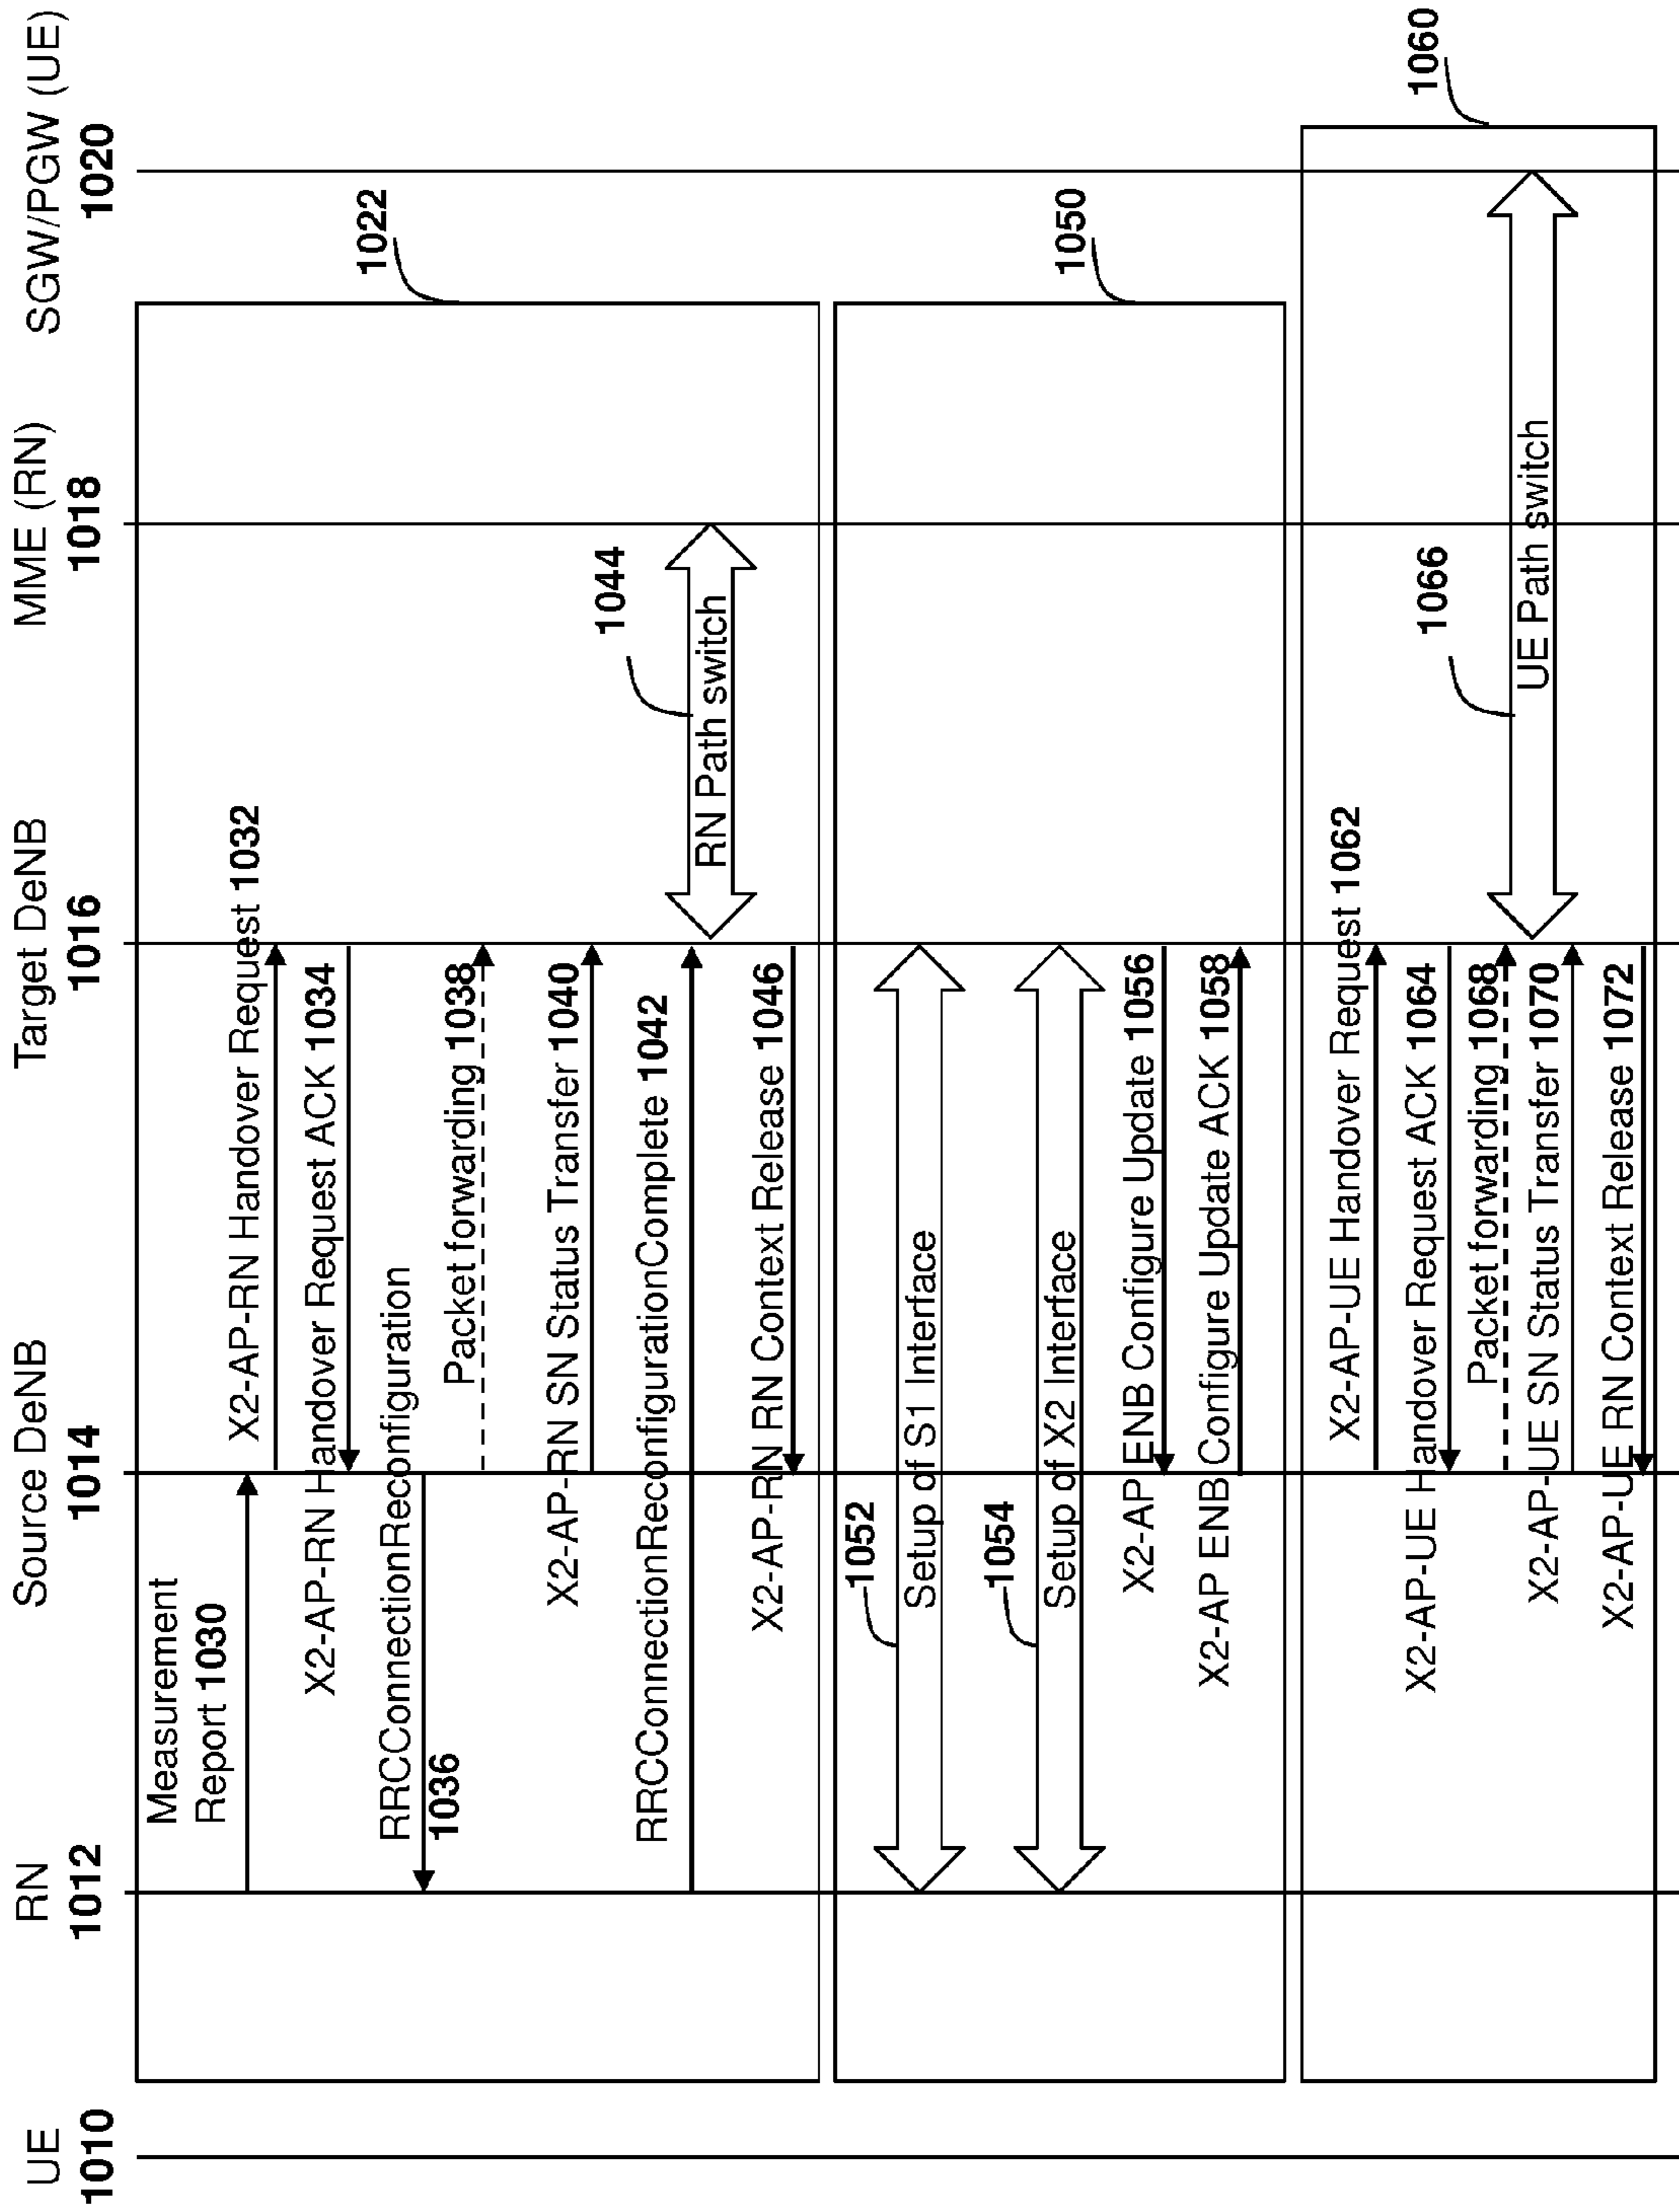 UE
1010
RN
1012
Source DeNB
1014
Target DeNB
1016
MME (RN)
1018
SGW/PGW (UE)
1020
1022
Measurement
Report 1030
X2-AP-RN Handover Request 1032
X2-AP-RN Handover Request ACK 1034
RRCConnectionReconfiguration
1036
Packet forwarding 1038
X2-AP-RN SN Status Transfer 1040
RRCConnectionReconfigurationComplete 1042
1044
RN Path switch
X2-AP-RN RN Context Release 1046
1050
1052
Setup of S1 Interface
1054
Setup of X2 Interface
X2-AP ENB Configure Update 1056
X2-AP ENB Configure Update ACK 1058
1060
X2-AP-UE Handover Request 1062
X2-AP-UE Handover Request ACK 1064
1066
Packet forwarding 1068
UE Path switch
X2-AP-UE SN Status Transfer 1070
X2-AP-UE RN Context Release 1072